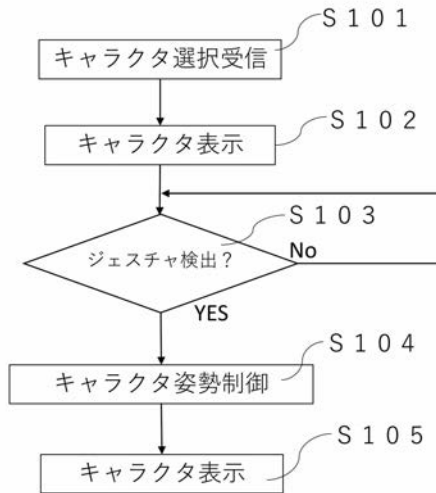 S101
キャラクタ選択受信
S102
キャラクタ表示
S103
ジェスチャ検出?
No
YES
S104
キャラクタ姿勢制御
S105
キャラクタ表示